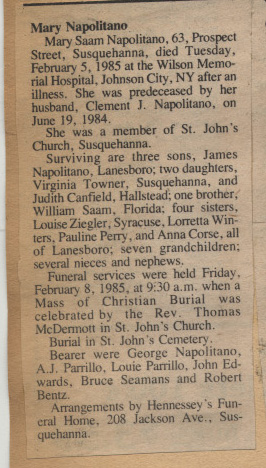 Mary Napolitano
Mary Saam Napolitano, 63, Prospect
Street, Susquehanna, died Tuesday,
February 5, 1985 at the Wilson Memo-
rial Hospital, Johnson City, NY after an
illness. She was predeceased by her
husband, Clement J. Napolitano, on
June 19, 1984.
She was a member of St. John's
Church, Susquehanna.
Surviving are three sons, James
Napolitano, Lanesboro; two daughters,
Virginia Towner, Susquehanna, and
Judith Canfield, Hallstead; one brother,
William Saam, Florida; four sisters,
Louise Ziegler, Syracuse, Lorretta Win-
ters, Pauline Perry, and Anna Corse, all
of Lanesboro; seven grandchildren;
several nieces and nephews.
Funeral services were held Friday,
February 8, 1985, at 9:30 a.m. when a
Mass of Christian Burial was
celebrated by the Rev. Thomas
McDermott in St. John's Church.
Burial in St. John's Cemetery.
Bearer were George Napolitano,
A.J. Parrillo, Louie Parrillo, John Ed-
wards, Bruce Seamans and Robert
Bentz.
Arrangements by Hennessey's Fun-
eral Home, 208 Jackson Ave., Sus-
quehanna.